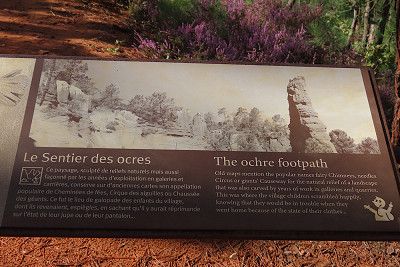 Le Sentier des ocres
Ce paysage, sculpté de reliefs naturels mais aussi
façonné par les années d'exploitation en galeries et
carrières, conserve sur d'anciennes cartes son appellation
populaire de Cheminées de fées, Cirque des aiguilles ou Chaussée
des géants. Ce fut le lieu de galopade des enfants du village,
dont ils revenaient, espiègles, en sachant qu'il y aurait réprimande
sur l'état de leur jupe ou de leur pantalon...
The ochre footpath
Old maps mention the popular names fairy Chimneys, needles
Circus or giants' Causeway for the natural relief of a landscape
that was also carved by years of work in galleries and quarries.
This was where the village children scrambled happily,
knowing that they would be in trouble when they
went home because of the state of their clothes...